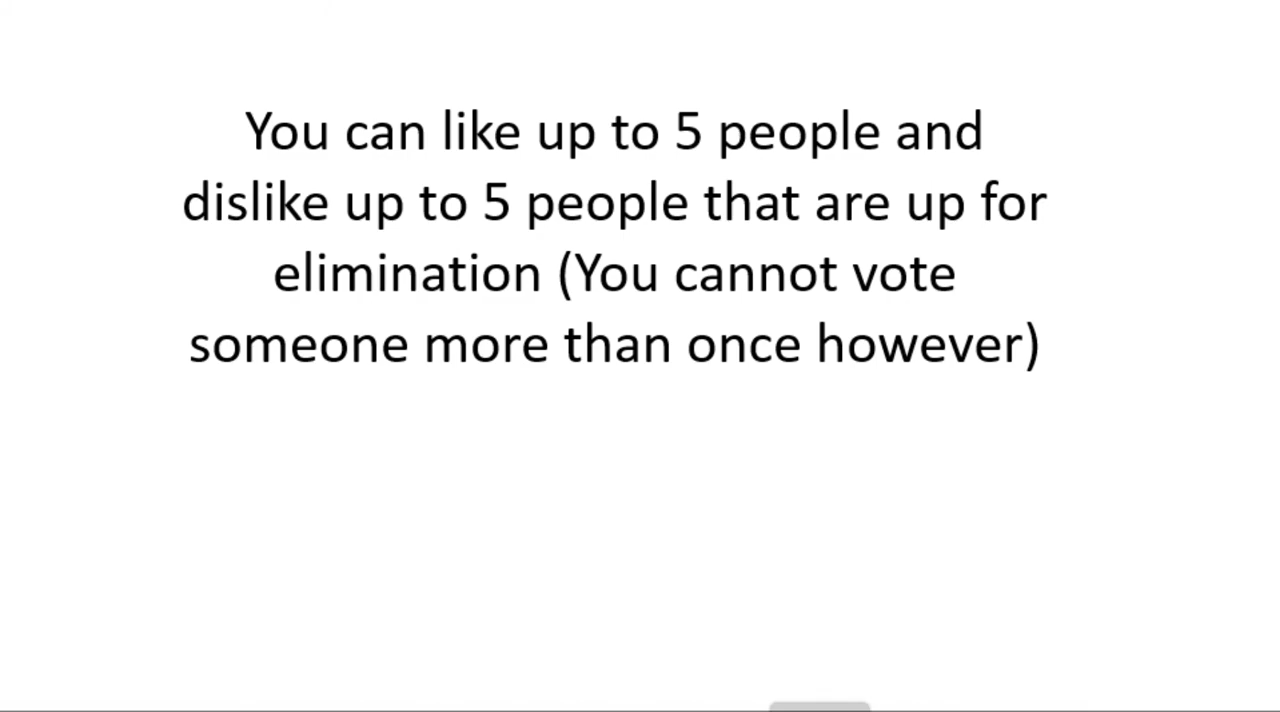 You can like up to 5 people and
dislike up to 5 people that are up for
elimination (You cannot vote
someone more than once however)